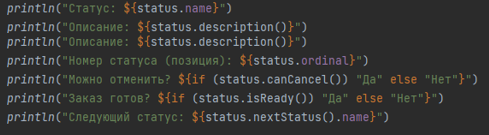 println("Статус: ${status.name}")
println("Описание: ${status.description()}")
println("Описание: ${status.description()}")
println("Номер статуса (позиция): ${status.ordinal}")
println("Можно отменить? ${if (status.canCancel()) "Да" else "Нет"}")
println("Заказ готов? ${if (status.isReady()) "Да" else "Нет"}")
println("Следующий статус: ${status.nextStatus().name}")